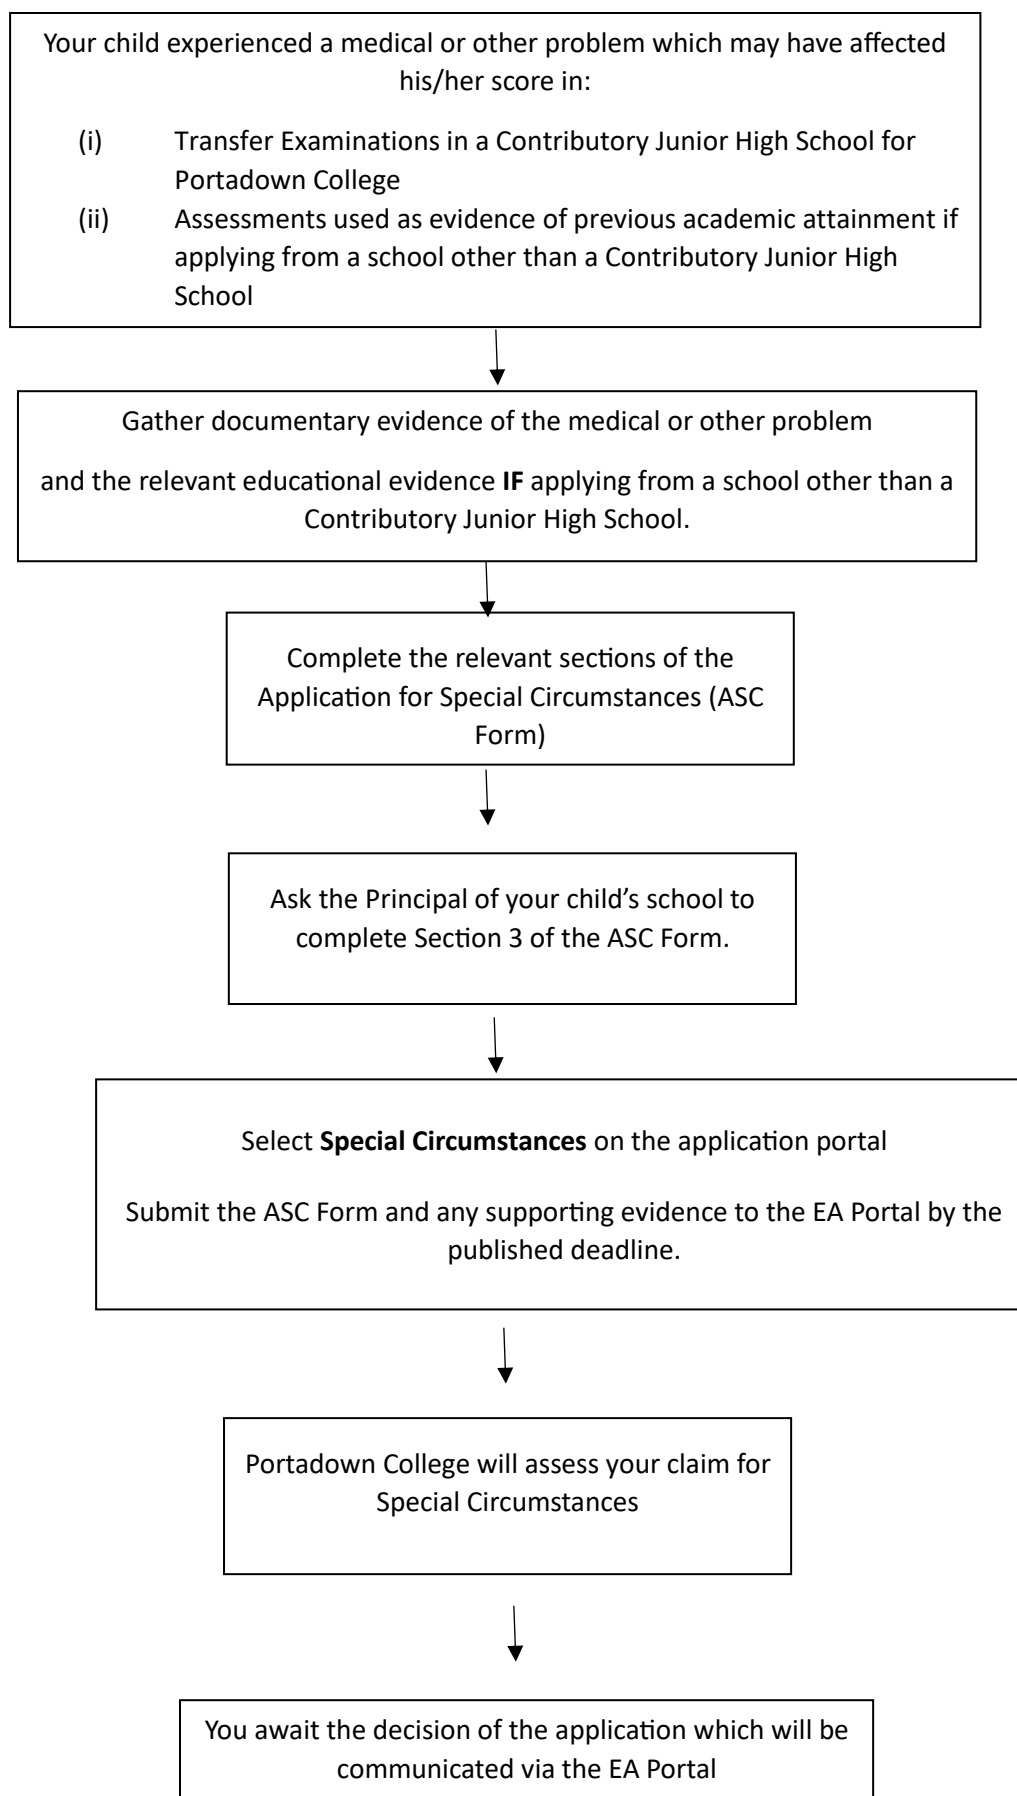 Your child experienced a medical or other problem which may have affected
his/her score in:
(i) Transfer Examinations in a Contributory Junior High School for
Portadown College
(ii) Assessments used as evidence of previous academic attainment if
applying from a school other than a Contributory Junior High
School
Gather documentary evidence of the medical or other problem
and the relevant educational evidence IF applying from a school other than a
Contributory Junior High School.
Complete the relevant sections of the
Application for Special Circumstances (ASC
Form)
Ask the Principal of your child’s school to
complete Section 3 of the ASC Form.
Select Special Circumstances on the application portal
Submit the ASC Form and any supporting evidence to the EA Portal by the
published deadline.
Portadown College will assess your claim for
Special Circumstances
You await the decision of the application which will be
communicated via the EA Portal